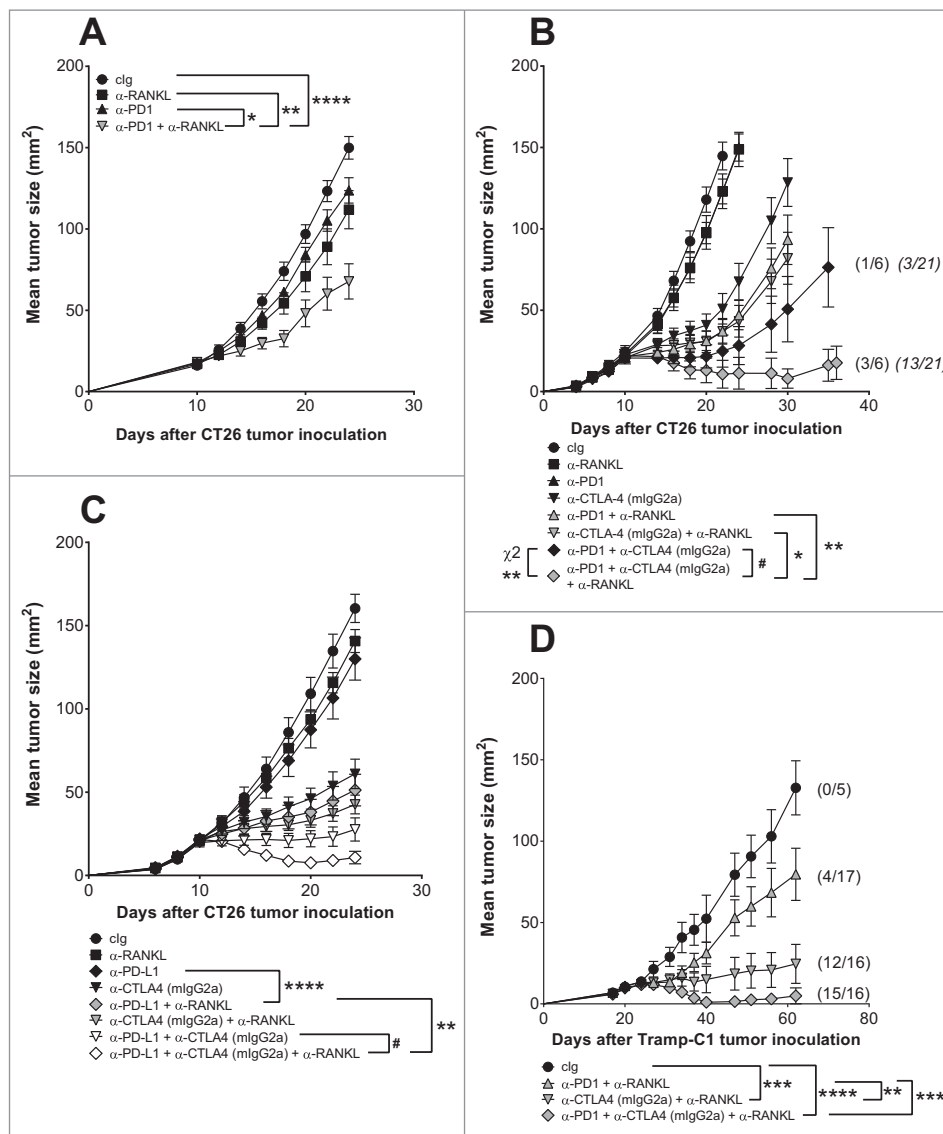 A
200
150
100
50
0
Mean tumor size (mm²)
cIg
α-RANKL
α-PD1
α-PD1 + α-RANKL
*
**
****
0 10 20 30
Days after CT26 tumor inoculation
B
200
150
100
50
0
Mean tumor size (mm²)
(1/6) (3/21)
(3/6) (13/21)
0 10 20 30 40
Days after CT26 tumor inoculation
cIg
α-RANKL
α-PD1
α-CTLA-4 (mIgG2a)
α-PD1 + α-RANKL
α-CTLA-4 (mIgG2a) + α-RANKL
α-PD1 + α-CTLA4 (mIgG2a)
α-PD1 + α-CTLA4 (mIgG2a)
+ α-RANKL
χ2
**
#
*
**
C
200
150
100
50
0
Mean tumor size (mm²)
0 10 20 30
Days after CT26 tumor inoculation
cIg
α-RANKL
α-PD-L1
α-CTLA4 (mIgG2a)
α-PD-L1 + α-RANKL
α-CTLA4 (mIgG2a) + α-RANKL
α-PD-L1 + α-CTLA4 (mIgG2a)
α-PD-L1 + α-CTLA4 (mIgG2a) + α-RANKL
****
#
**
D
200
150
100
50
0
Mean tumor size (mm²)
(0/5)
(4/17)
(12/16)
(15/16)
0 20 40 60 80
Days after Tramp-C1 tumor inoculation
cIg
α-PD1 + α-RANKL
α-CTLA4 (mIgG2a) + α-RANKL
α-PD1 + α-CTLA4 (mIgG2a) + α-RANKL
***
****
**